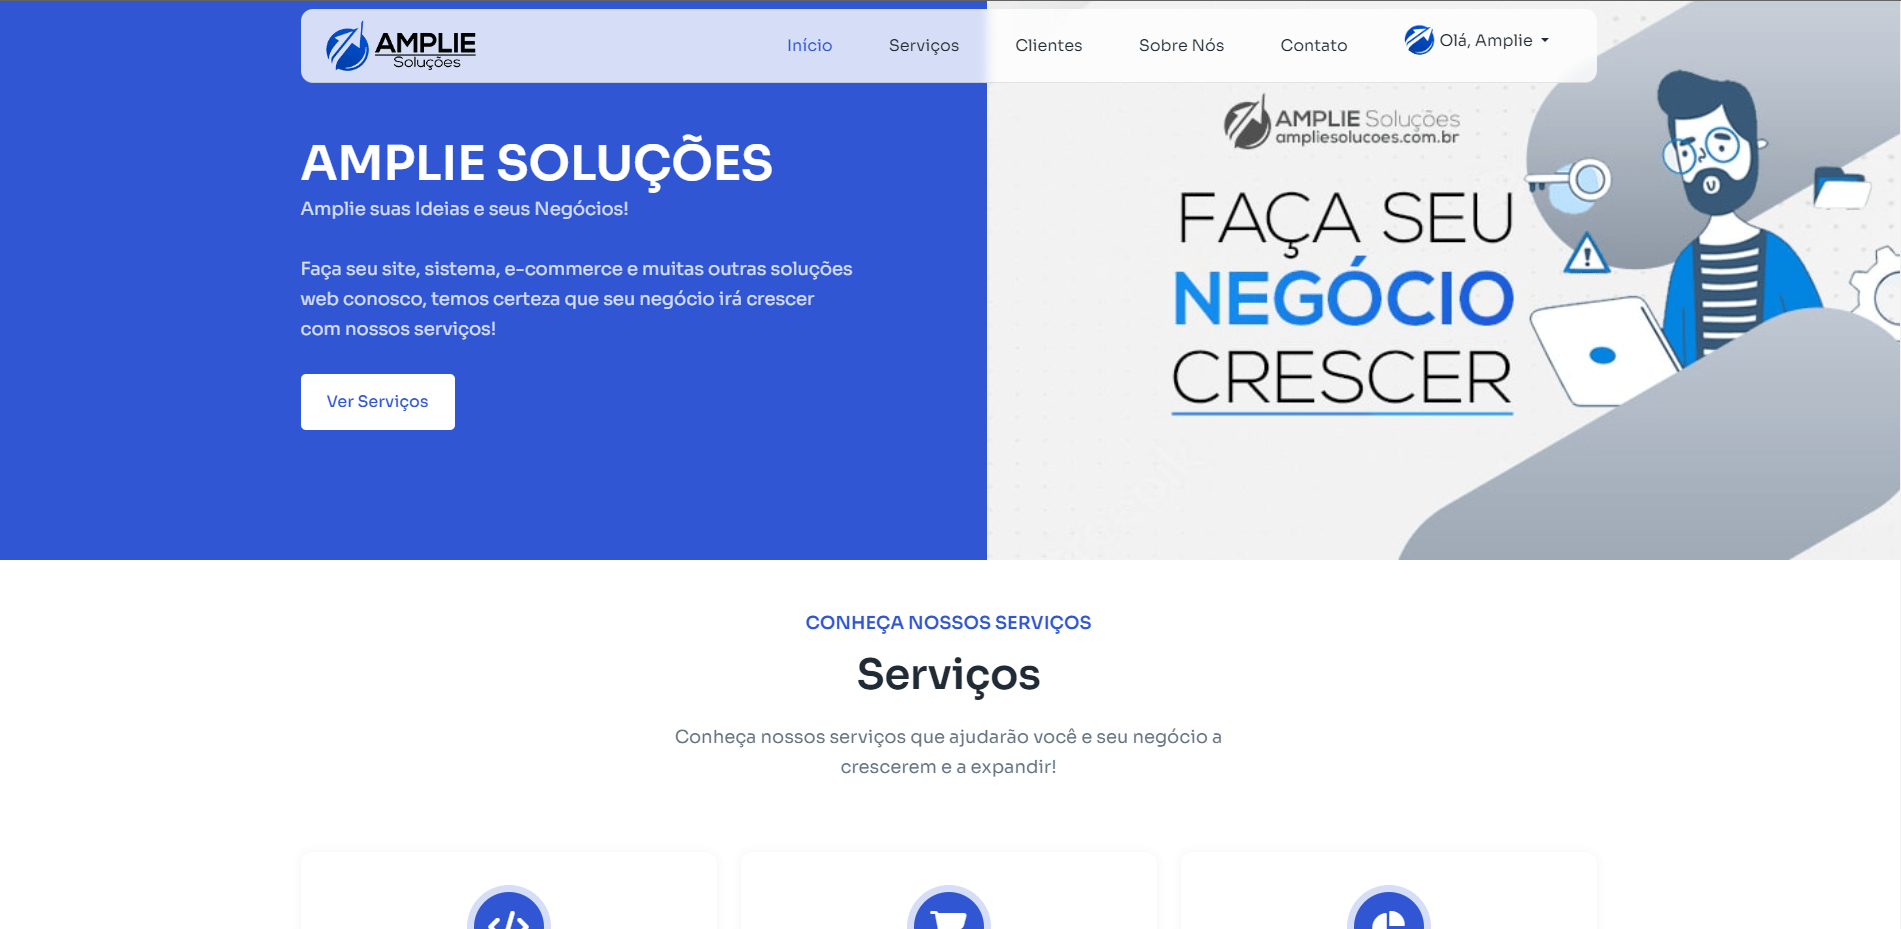 AMPLIE
Soluções
Início
Serviços
Clientes
Sobre Nós
Contato
Olá, Amplie
AMPLIE SOLUÇÕES
Amplie suas Ideias e seus Negócios!
Faça seu site, sistema, e-commerce e muitas outras soluções
web conosco, temos certeza que seu negócio irá crescer
com nossos serviços!
Ver Serviços
AMPLIE Soluções
ampliesolucoes.com.br
FAÇA SEU
NEGÓCIO
CRESCER
CONHEÇA NOSSOS SERVIÇOS
Serviços
Conheça nossos serviços que ajudarão você e seu negócio a
crescerem e a expandir!